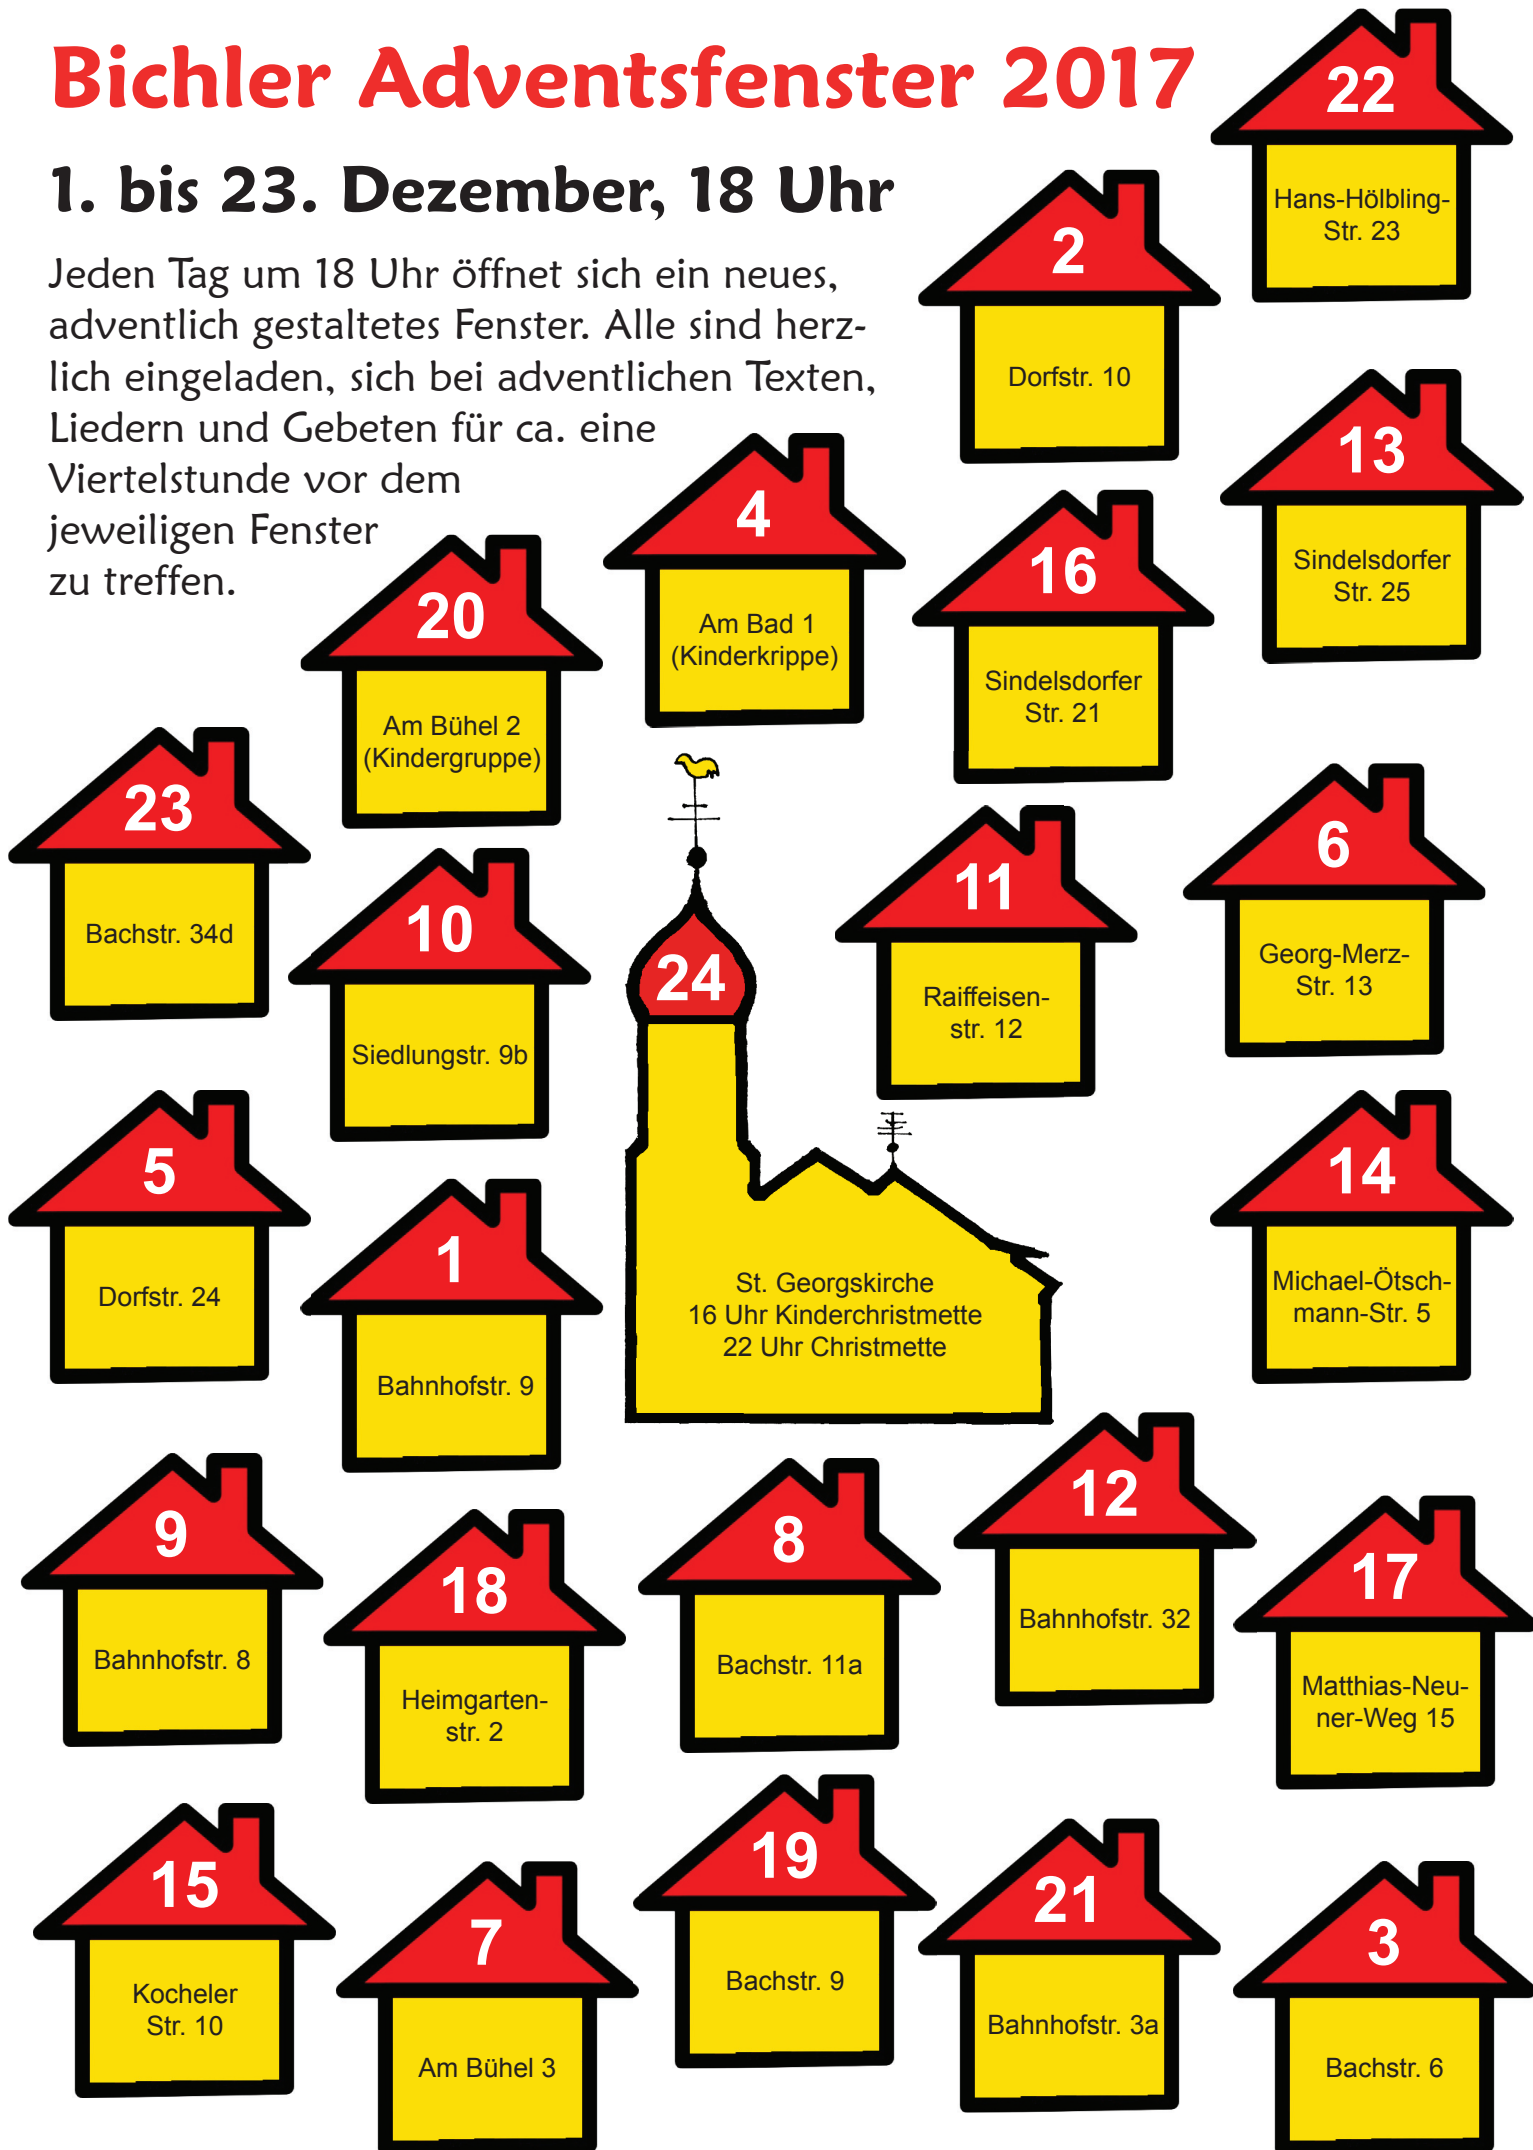 Bichler Adventsfenster 2017
1. bis 23. Dezember, 18 Uhr
Jeden Tag um 18 Uhr öffnet sich ein neues,
adventlich gestaltetes Fenster. Alle sind herz-
lich eingeladen, sich bei adventlichen Texten,
Liedern und Gebeten für ca. eine
Viertelstunde vor dem
jeweiligen Fenster
zu treffen.
22
Hans-Hölbling-
Str. 23
2
Dorfstr. 10
13
Sindelsdorfer
Str. 25
4
Am Bad 1
(Kinderkrippe)
16
Sindelsdorfer
Str. 21
20
Am Bühel 2
(Kindergruppe)
23
Bachstr. 34d
6
Georg-Merz-
Str. 13
11
Raiffeisen-
str. 12
10
Siedlungstr. 9b
24
St. Georgskirche
16 Uhr Kinderchristmette
22 Uhr Christmette
5
Dorfstr. 24
14
Michael-Ötsch-
mann-Str. 5
1
Bahnhofstr. 9
9
Bahnhofstr. 8
18
Heimgarten-
str. 2
8
Bachstr. 11a
12
Bahnhofstr. 32
17
Matthias-Neu-
ner-Weg 15
15
Kocheler
Str. 10
7
Am Bühel 3
19
Bachstr. 9
21
Bahnhofstr. 3a
3
Bachstr. 6